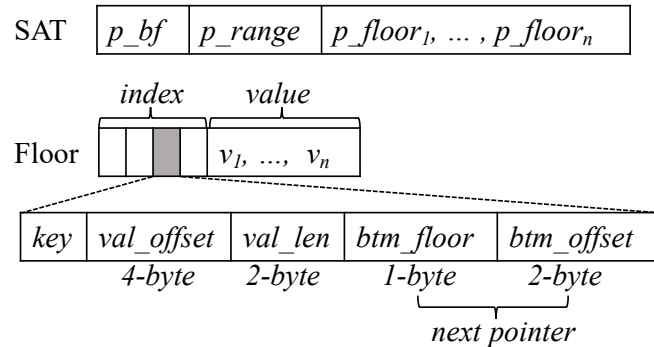 SAT p_bf p_range p_floor1, ... , p_floorn
index value
Floor v1, ..., vn
key val_offset val_len btm_floor btm_offset
4-byte 2-byte 1-byte 2-byte
next pointer